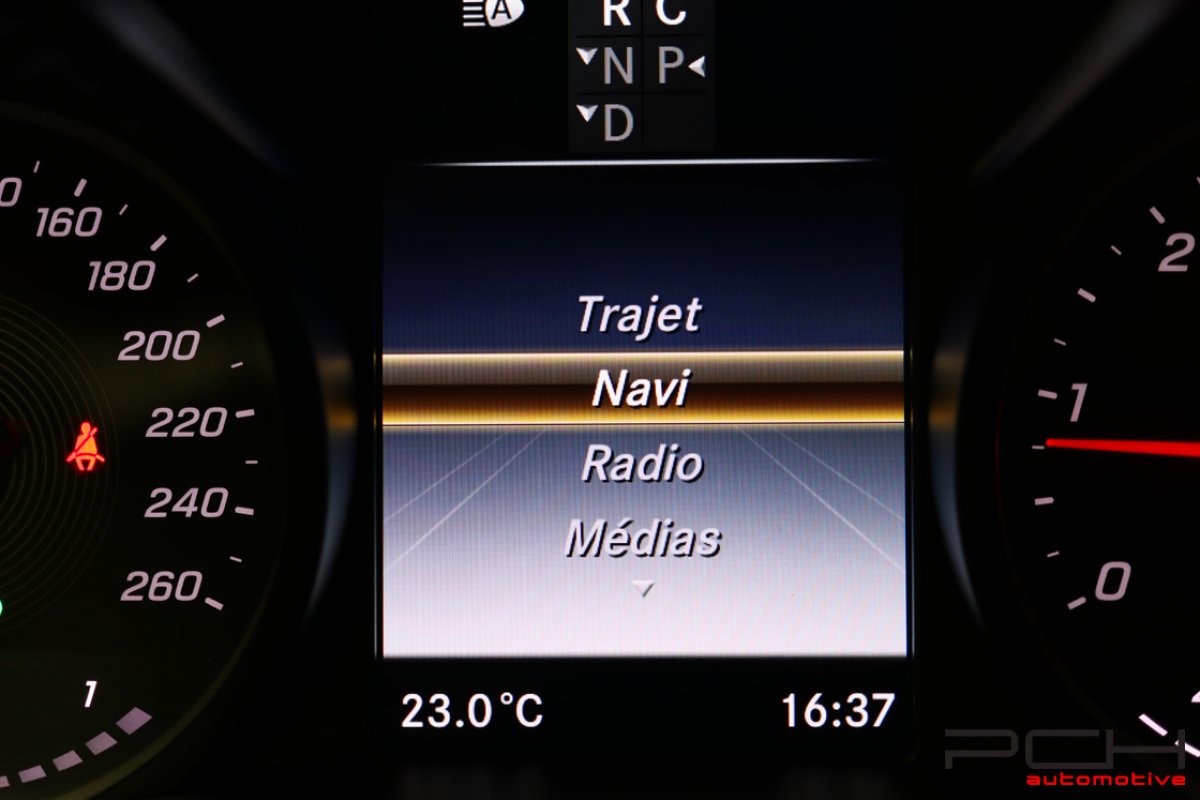 A
R C
N P
D
160
180
200
220
240
260
1
Trajet
Navi
Radio
Médias
23.0°C
16:37
2
1
0
PCH
automotive